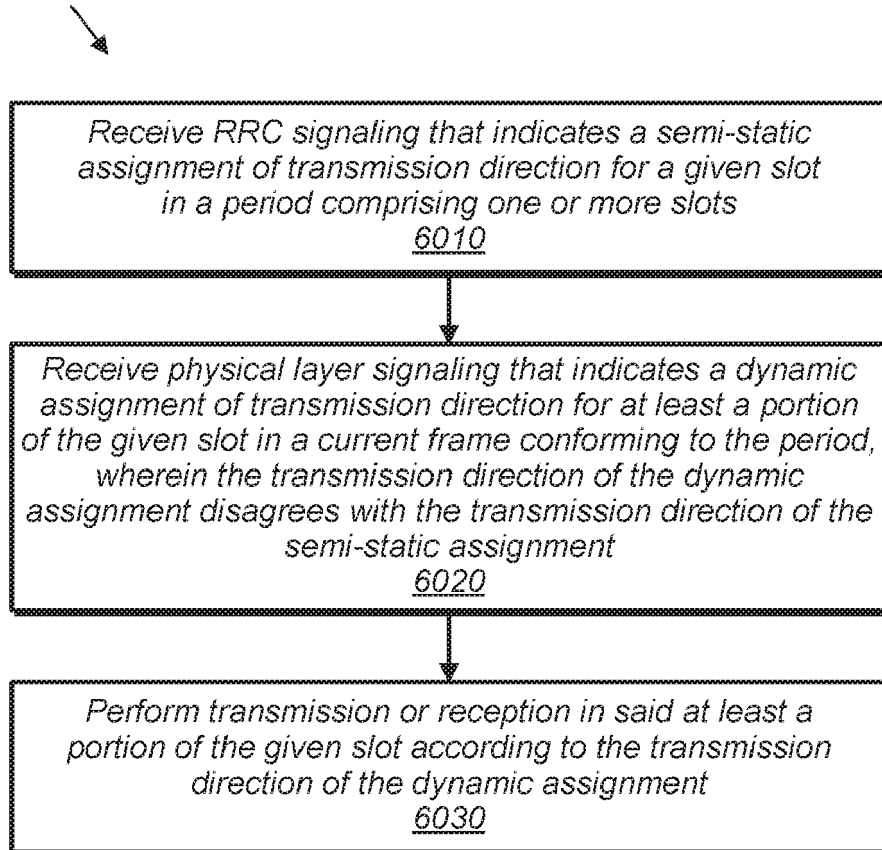 Receive RRC signaling that indicates a semi-static
assignment of transmission direction for a given slot
in a period comprising one or more slots
6010
Receive physical layer signaling that indicates a dynamic
assignment of transmission direction for at least a portion
of the given slot in a current frame conforming to the period,
wherein the transmission direction of the dynamic
assignment disagrees with the transmission direction of the
semi-static assignment
6020
Perform transmission or reception in said at least a
portion of the given slot according to the transmission
direction of the dynamic assignment
6030